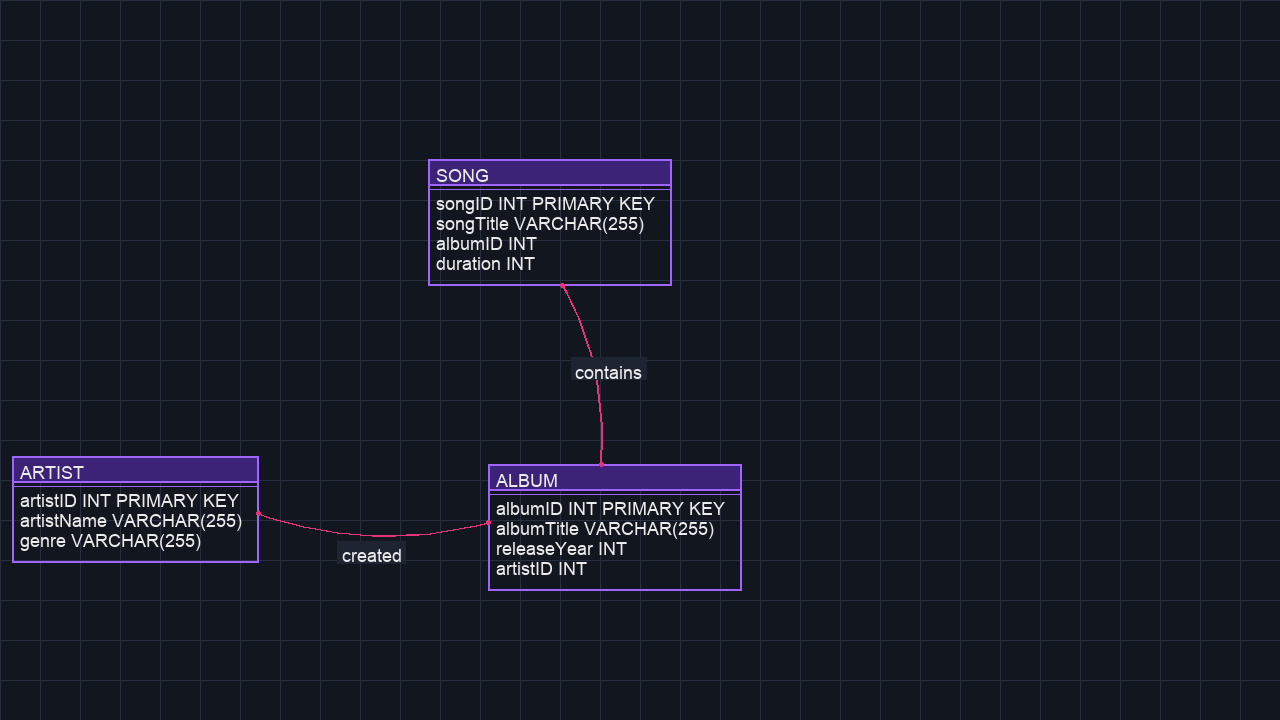 SONG
songID INT PRIMARY KEY
songTitle VARCHAR(255)
albumID INT
duration INT
contains
ARTIST
artistID INT PRIMARY KEY
artistName VARCHAR(255)
genre VARCHAR(255)
created
ALBUM
albumID INT PRIMARY KEY
albumTitle VARCHAR(255)
releaseYear INT
artistID INT